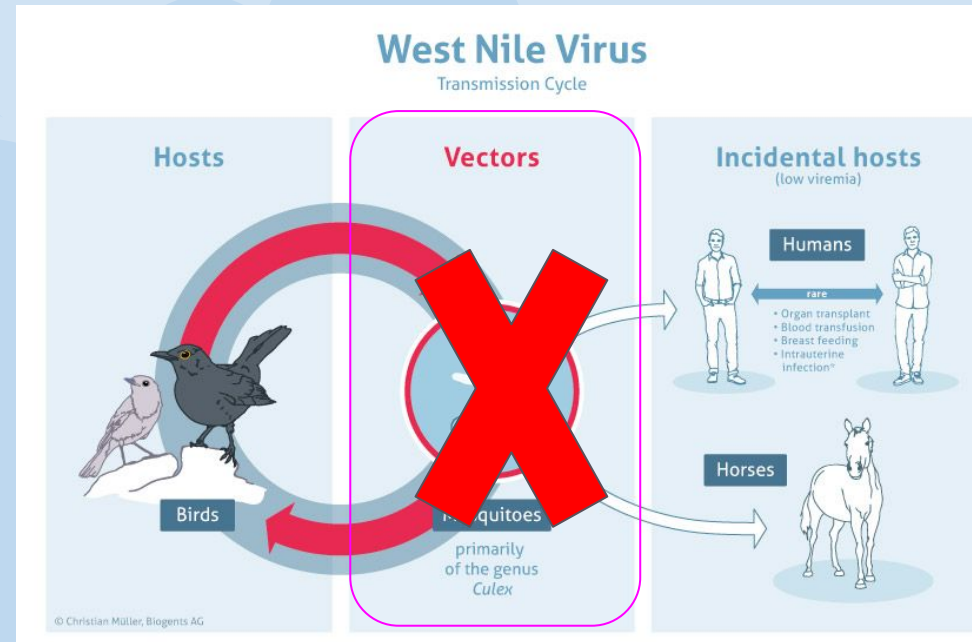 West Nile Virus
Transmission Cycle
Hosts
Vectors
Incidental hosts
(low viremia)
Humans
rare
• Organ transplant
• Blood transfusion
• Breast feeding
• Intrauterine
infection*
Horses
Birds
primarily
of the genus
Culex
© Christian Müller, Biogents AG